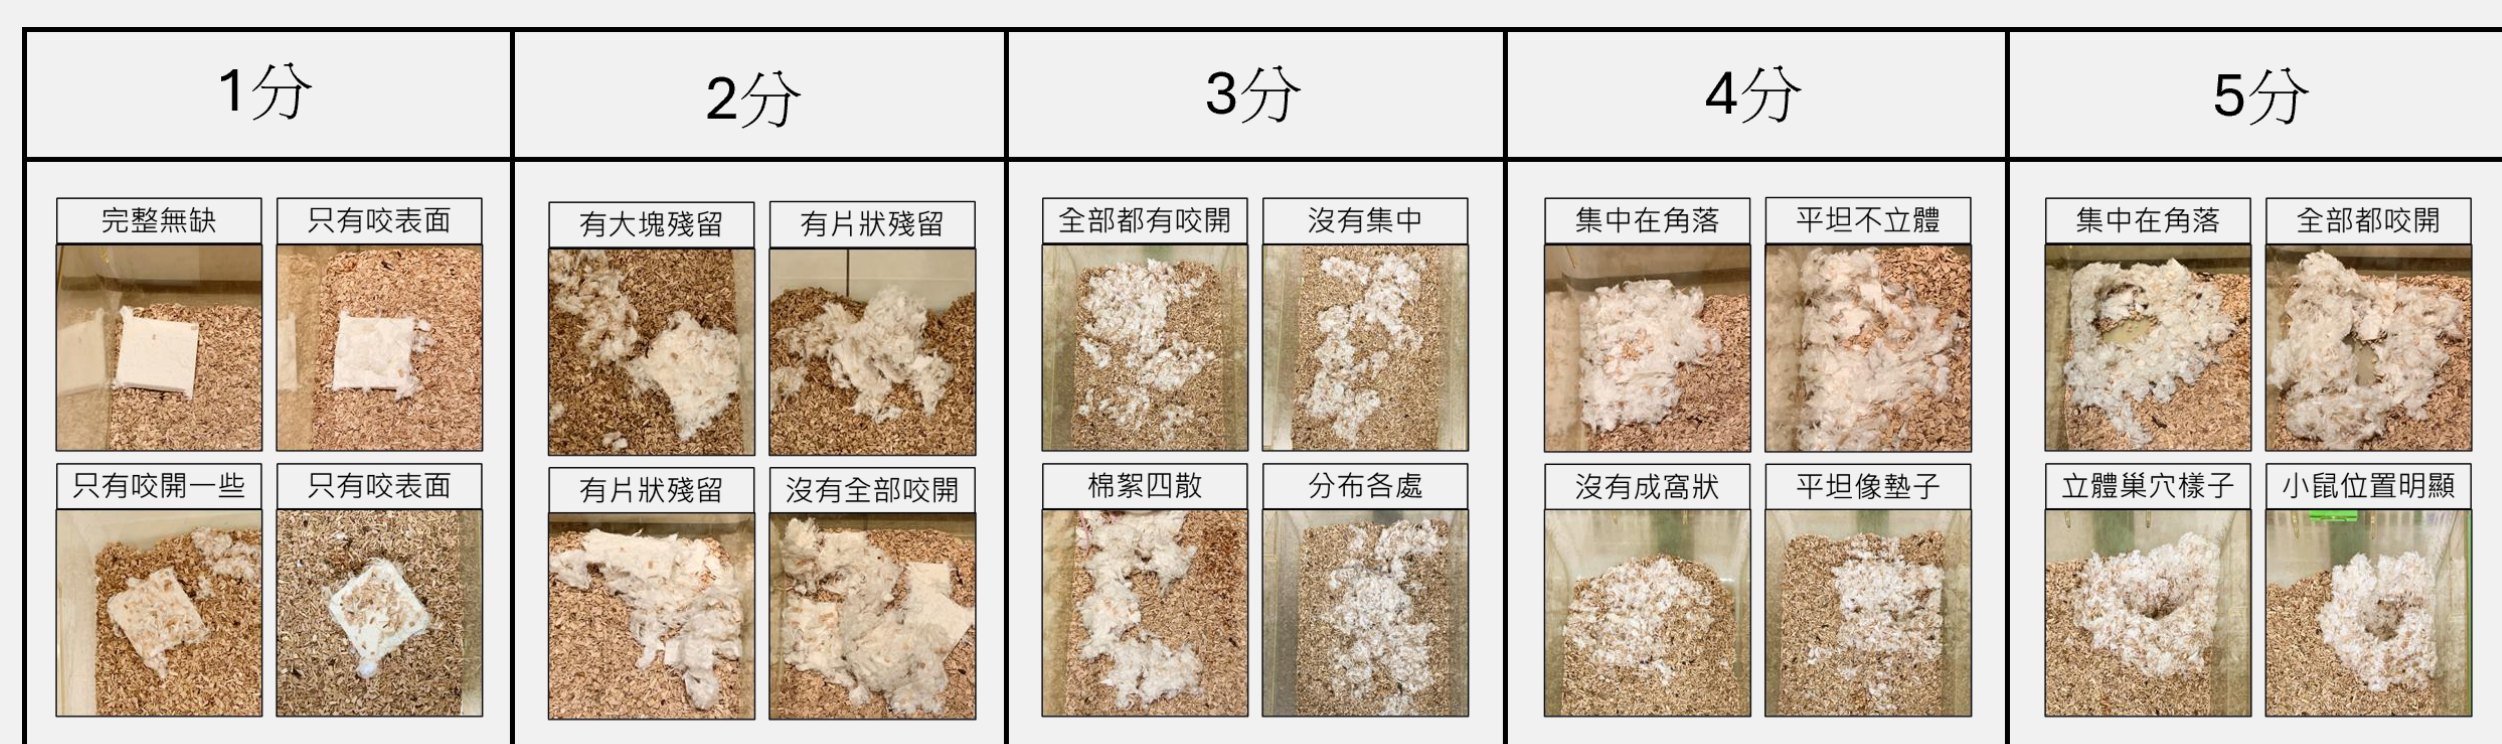 1分
2分
3分
4分
5分
完整無缺
只有咬表面
有大塊殘留
有片狀殘留
全部都有咬開
沒有集中
集中在角落
平坦不立體
集中在角落
全部都咬開
只有咬開一些
只有咬表面
有片狀殘留
沒有全部咬開
棉絮四散
分布各處
沒有成窩狀
平坦像墊子
立體巢穴樣子
小鼠位置明顯